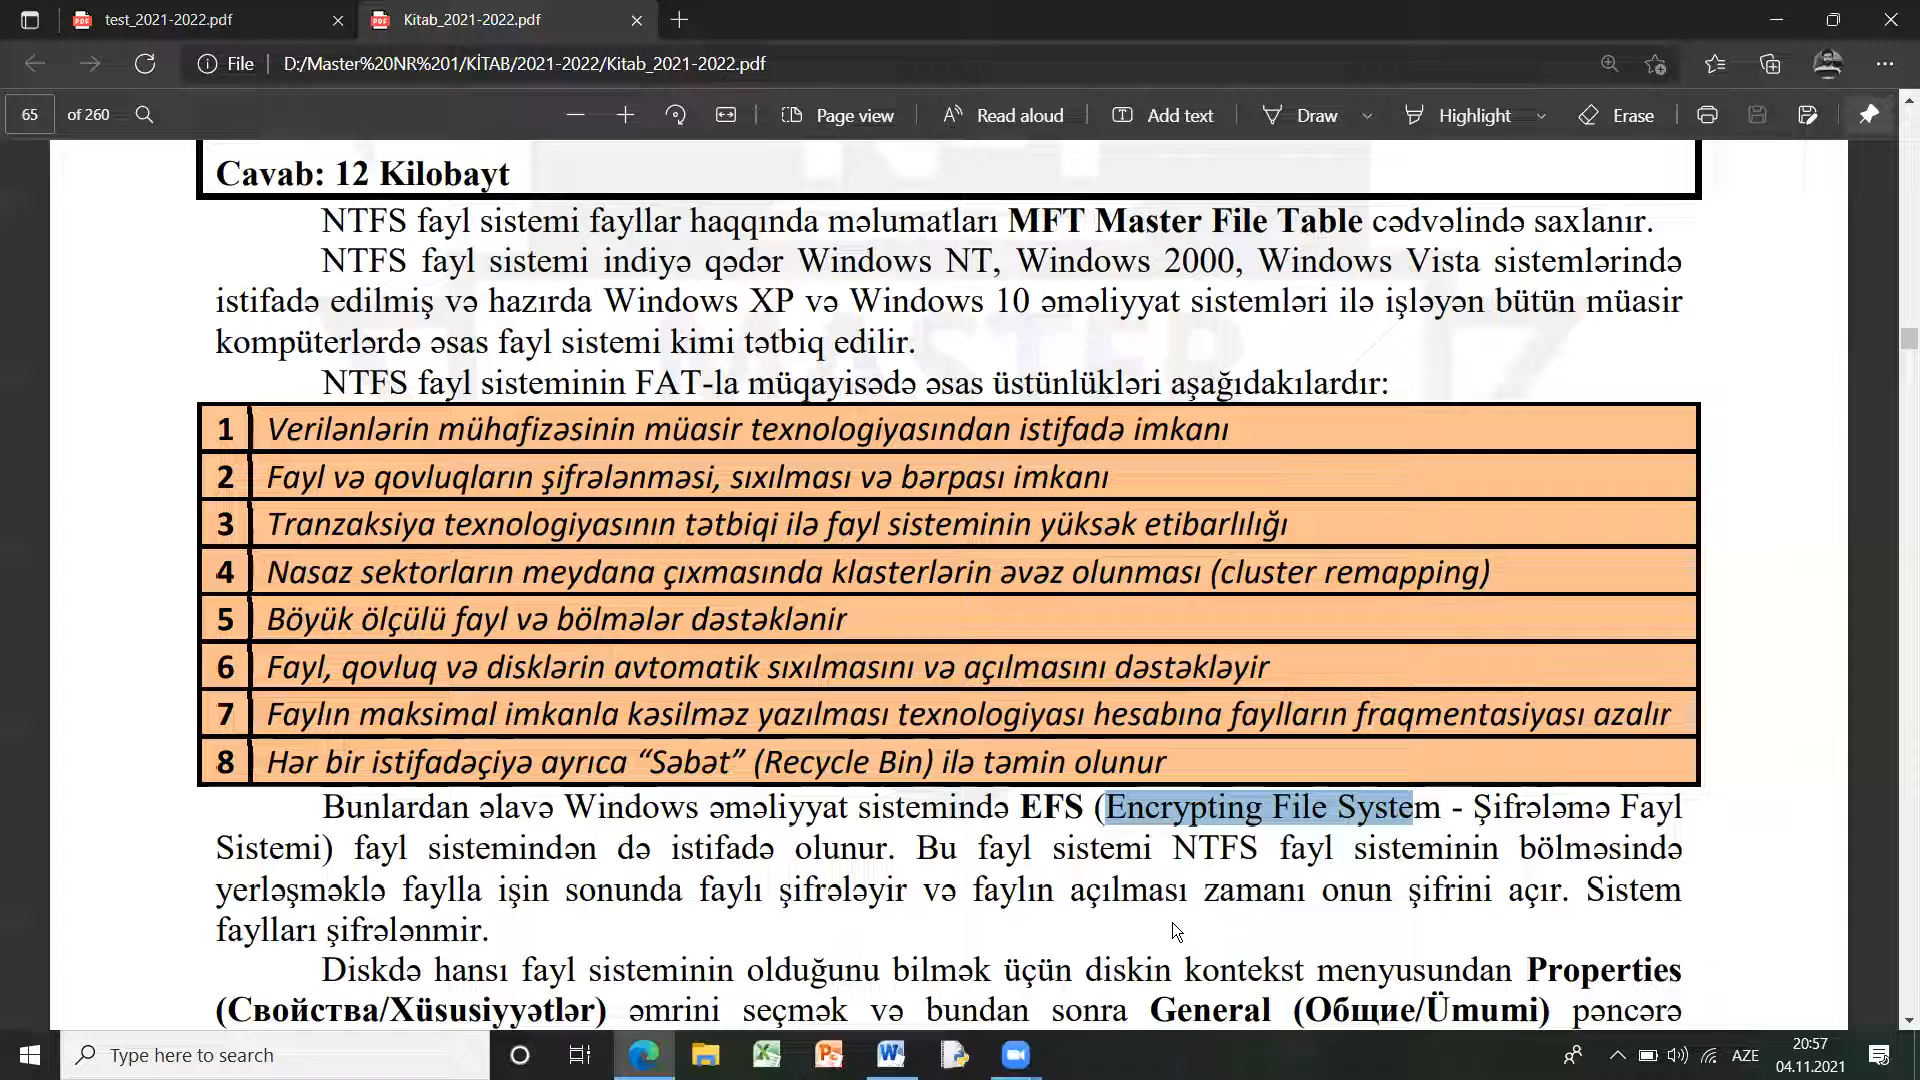 test_2021-2022.pdf
Kitab_2021-2022.pdf
File
D:/Master%20NR%201/KİTAB/2021-2022/Kitab_2021-2022.pdf
65 of 260
Page view
Read aloud
Add text
Draw
Highlight
Erase
Cavab: 12 Kilobayt
NTFS fayl sistemi fayllar haqqında məlumatları MFT Master File Table cədvəlində saxlanır.
NTFS fayl sistemi indiyə qədər Windows NT, Windows 2000, Windows Vista sistemlərində
istifadə edilmiş və hazırda Windows XP və Windows 10 əməliyyat sistemləri ilə işləyən bütün müasir
kompüterlərdə əsas fayl sistemi kimi tətbiq edilir.
NTFS fayl sisteminin FAT-la müqayisədə əsas üstünlükləri aşağıdakılardır:
1 Verilənlərin mühafizəsinin müasir texnologiyasından istifadə imkanı
2 Fayl və qovluqların şifrələnməsi, sıxılması və bərpası imkanı
3 Tranzaksiya texnologiyasının tətbiqi ilə fayl sisteminin yüksək etibarlılığı
4 Nasaz sektorların meydana çıxmasında klasterlərin əvəz olunması (cluster remapping)
5 Böyük ölçülü fayl və bölmələr dəstəklənir
6 Fayl, qovluq və disklərin avtomatik sıxılmasını və açılmasını dəstəkləyir
7 Faylın maksimal imkanla kəsilməz yazılması texnologiyası hesabına faylların fraqmentasiyası azalır
8 Hər bir istifadəçiyə ayrıca “Səbət” (Recycle Bin) ilə təmin olunur
Bunlardan əlavə Windows əməliyyat sistemində EFS (Encrypting File System - Şifrələmə Fayl
Sistemi) fayl sistemindən də istifadə olunur. Bu fayl sistemi NTFS fayl sisteminin bölməsində
yerləşməklə faylla işin sonunda faylı şifrələyir və faylın açılması zamanı onun şifrini açır. Sistem
faylları şifrələnmir.
Diskdə hansı fayl sisteminin olduğunu bilmək üçün diskin kontekst menyusundan Properties
(Свойства/Xüsusiyyətlər) əmrini seçmək və bundan sonra General (Общие/Ümumi) pəncərə
Type here to search
AZE
20:57
04.11.2021